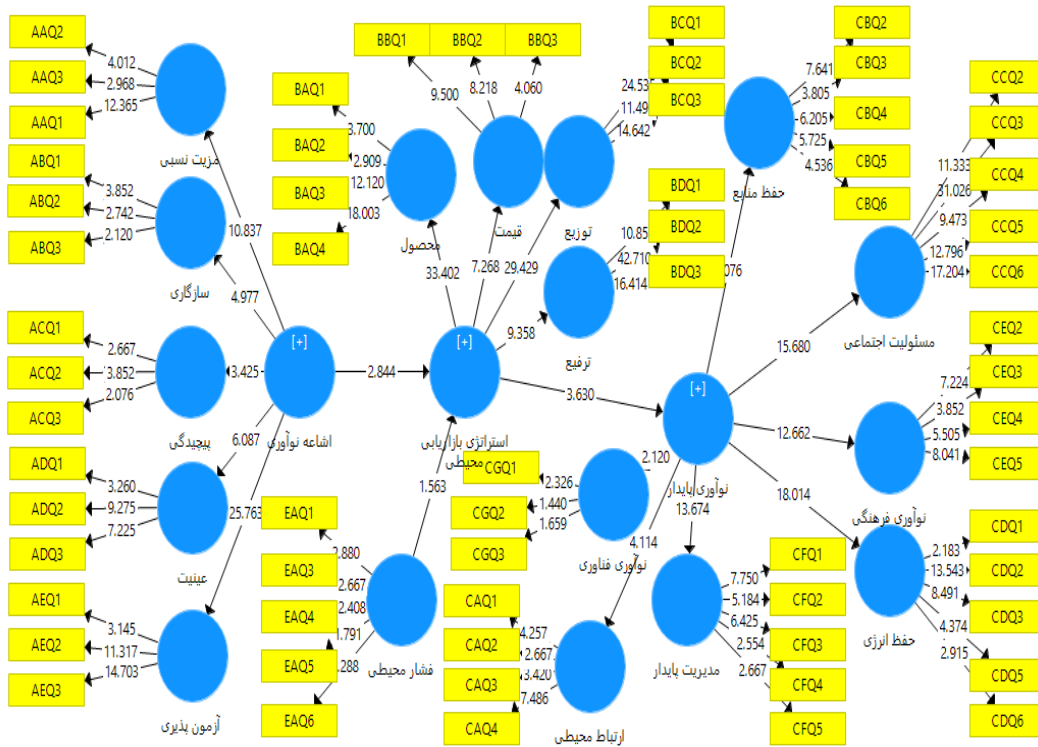 AAQ2
AAQ3
AAQ1
4.012
2.968
12.365
مزیت نسبی
ABQ1
ABQ2
ABQ3
3.852
2.742
2.120
سازگاری
ACQ1
ACQ2
ACQ3
2.667
3.852
2.076
پیچیدگی
ADQ1
ADQ2
ADQ3
3.260
9.275
7.225
عینیت
AEQ1
AEQ2
AEQ3
3.145
11.317
14.703
آزمون پذیری
10.837
4.977
3.425
6.087
25.763
[+]
اشاعه نوآوری
2.844
BAQ1
BAQ2
BAQ3
BAQ4
3.700
2.909
12.120
18.003
محصول
BBQ1
BBQ2
BBQ3
9.500
8.218
4.060
قیمت
BCQ1
BCQ2
BCQ3
14.642
توزیع
BDQ1
BDQ2
BDQ3
42.710
16.414
ترفیع
33.402
7.268
29.429
9.358
[+]
استراتژی بازاریابی
محیطی
1.563
3.630
EAQ1
EAQ3
EAQ4
EAQ5
EAQ6
2.667
2.408
فشار محیطی
CBQ2
CBQ3
CBQ4
CBQ5
CBQ6
7.641
3.805
6.205
5.725
4.536
حفظ منابع
CCQ2
CCQ3
CCQ4
CCQ5
CCQ6
11.333
31.026
9.473
12.796
17.204
مسئولیت اجتماعی
CEQ2
CEQ3
CEQ4
CEQ5
7.224
3.852
5.505
8.041
نوآوری فرهنگی
CDQ1
CDQ2
CDQ3
CDQ5
CDQ6
2.183
13.543
8.491
4.374
2.915
حفظ انرژی
15.680
12.662
18.014
13.674
4.114
2.120
[+]
نوآوری پایدار
CGQ1
CGQ2
CGQ3
2.326
1.440
1.659
نوآوری فناوری
CAQ1
CAQ2
CAQ3
CAQ4
4.257
2.667
3.420
7.486
ارتباط محیطی
CFQ1
CFQ2
CFQ3
CFQ4
CFQ5
7.750
5.184
6.425
2.554
2.667
مدیریت پایدار